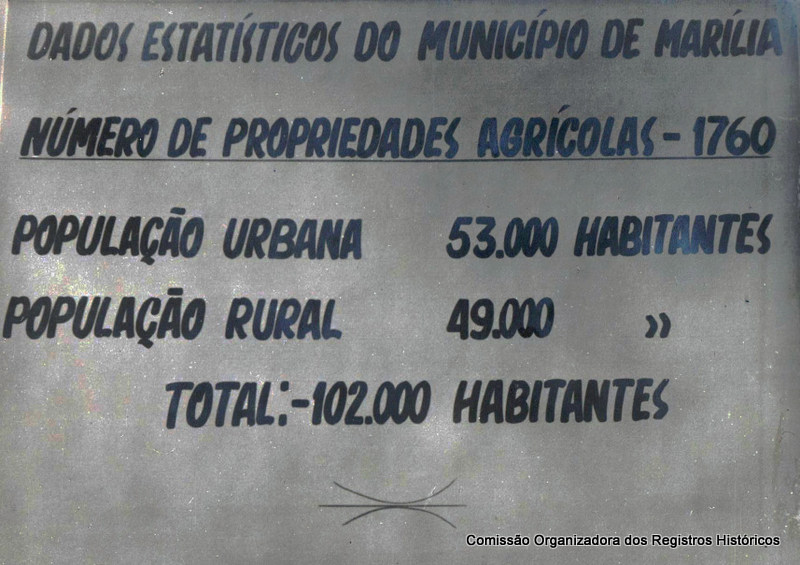 DADOS ESTATÍSTICOS DO MUNICÍPIO DE MARÍLIA
NÚMERO DE PROPRIEDADES AGRÍCOLAS - 1760
POPULAÇÃO URBANA 53.000 HABITANTES
POPULAÇÃO RURAL 49.000 »
TOTAL:-102.000 HABITANTES
Comissão Organizadora dos Registros Históricos